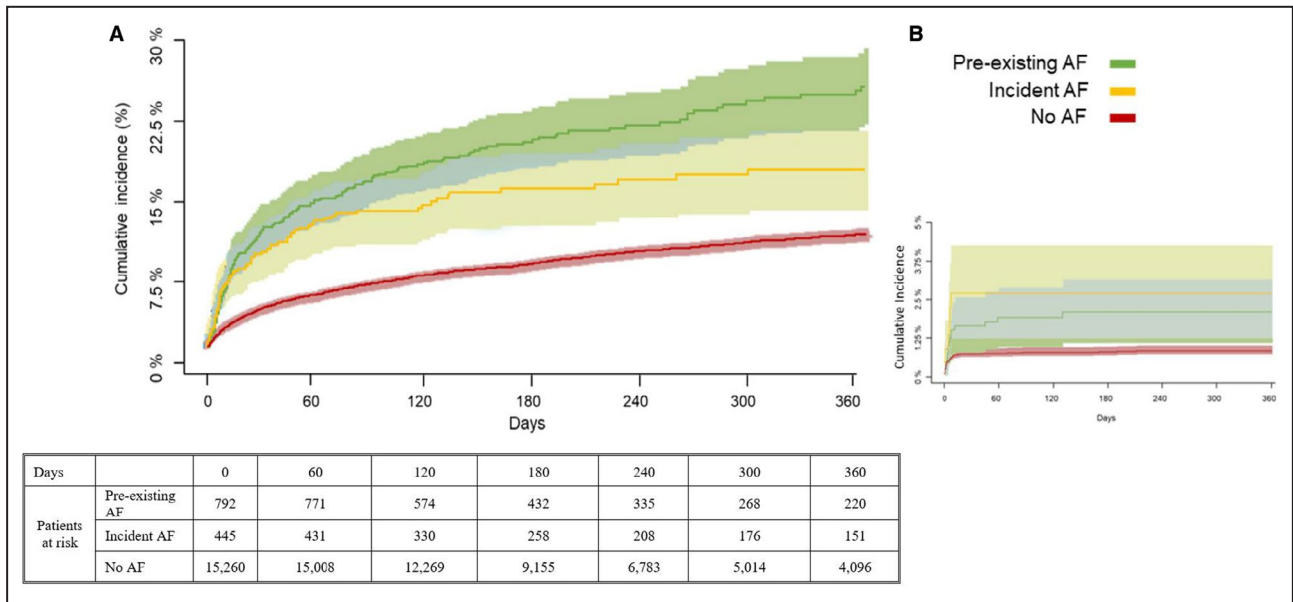 A
B
Pre-existing AF
Incident AF
No AF
Cumulative incidence (%)
30 %
22.5 %
15 %
7.5 %
0 %
0 60 120 180 240 300 360
Days
Cumulative Incidence
5 %
3.75 %
2.5 %
1.25 %
0 %
0 60 120 180 240 300 360
Days
Days 0 60 120 180 240 300 360
Patients at risk
Pre-existing AF 792 771 574 432 335 268 220
Incident AF 445 431 330 258 208 176 151
No AF 15,260 15,008 12,269 9,155 6,783 5,014 4,096